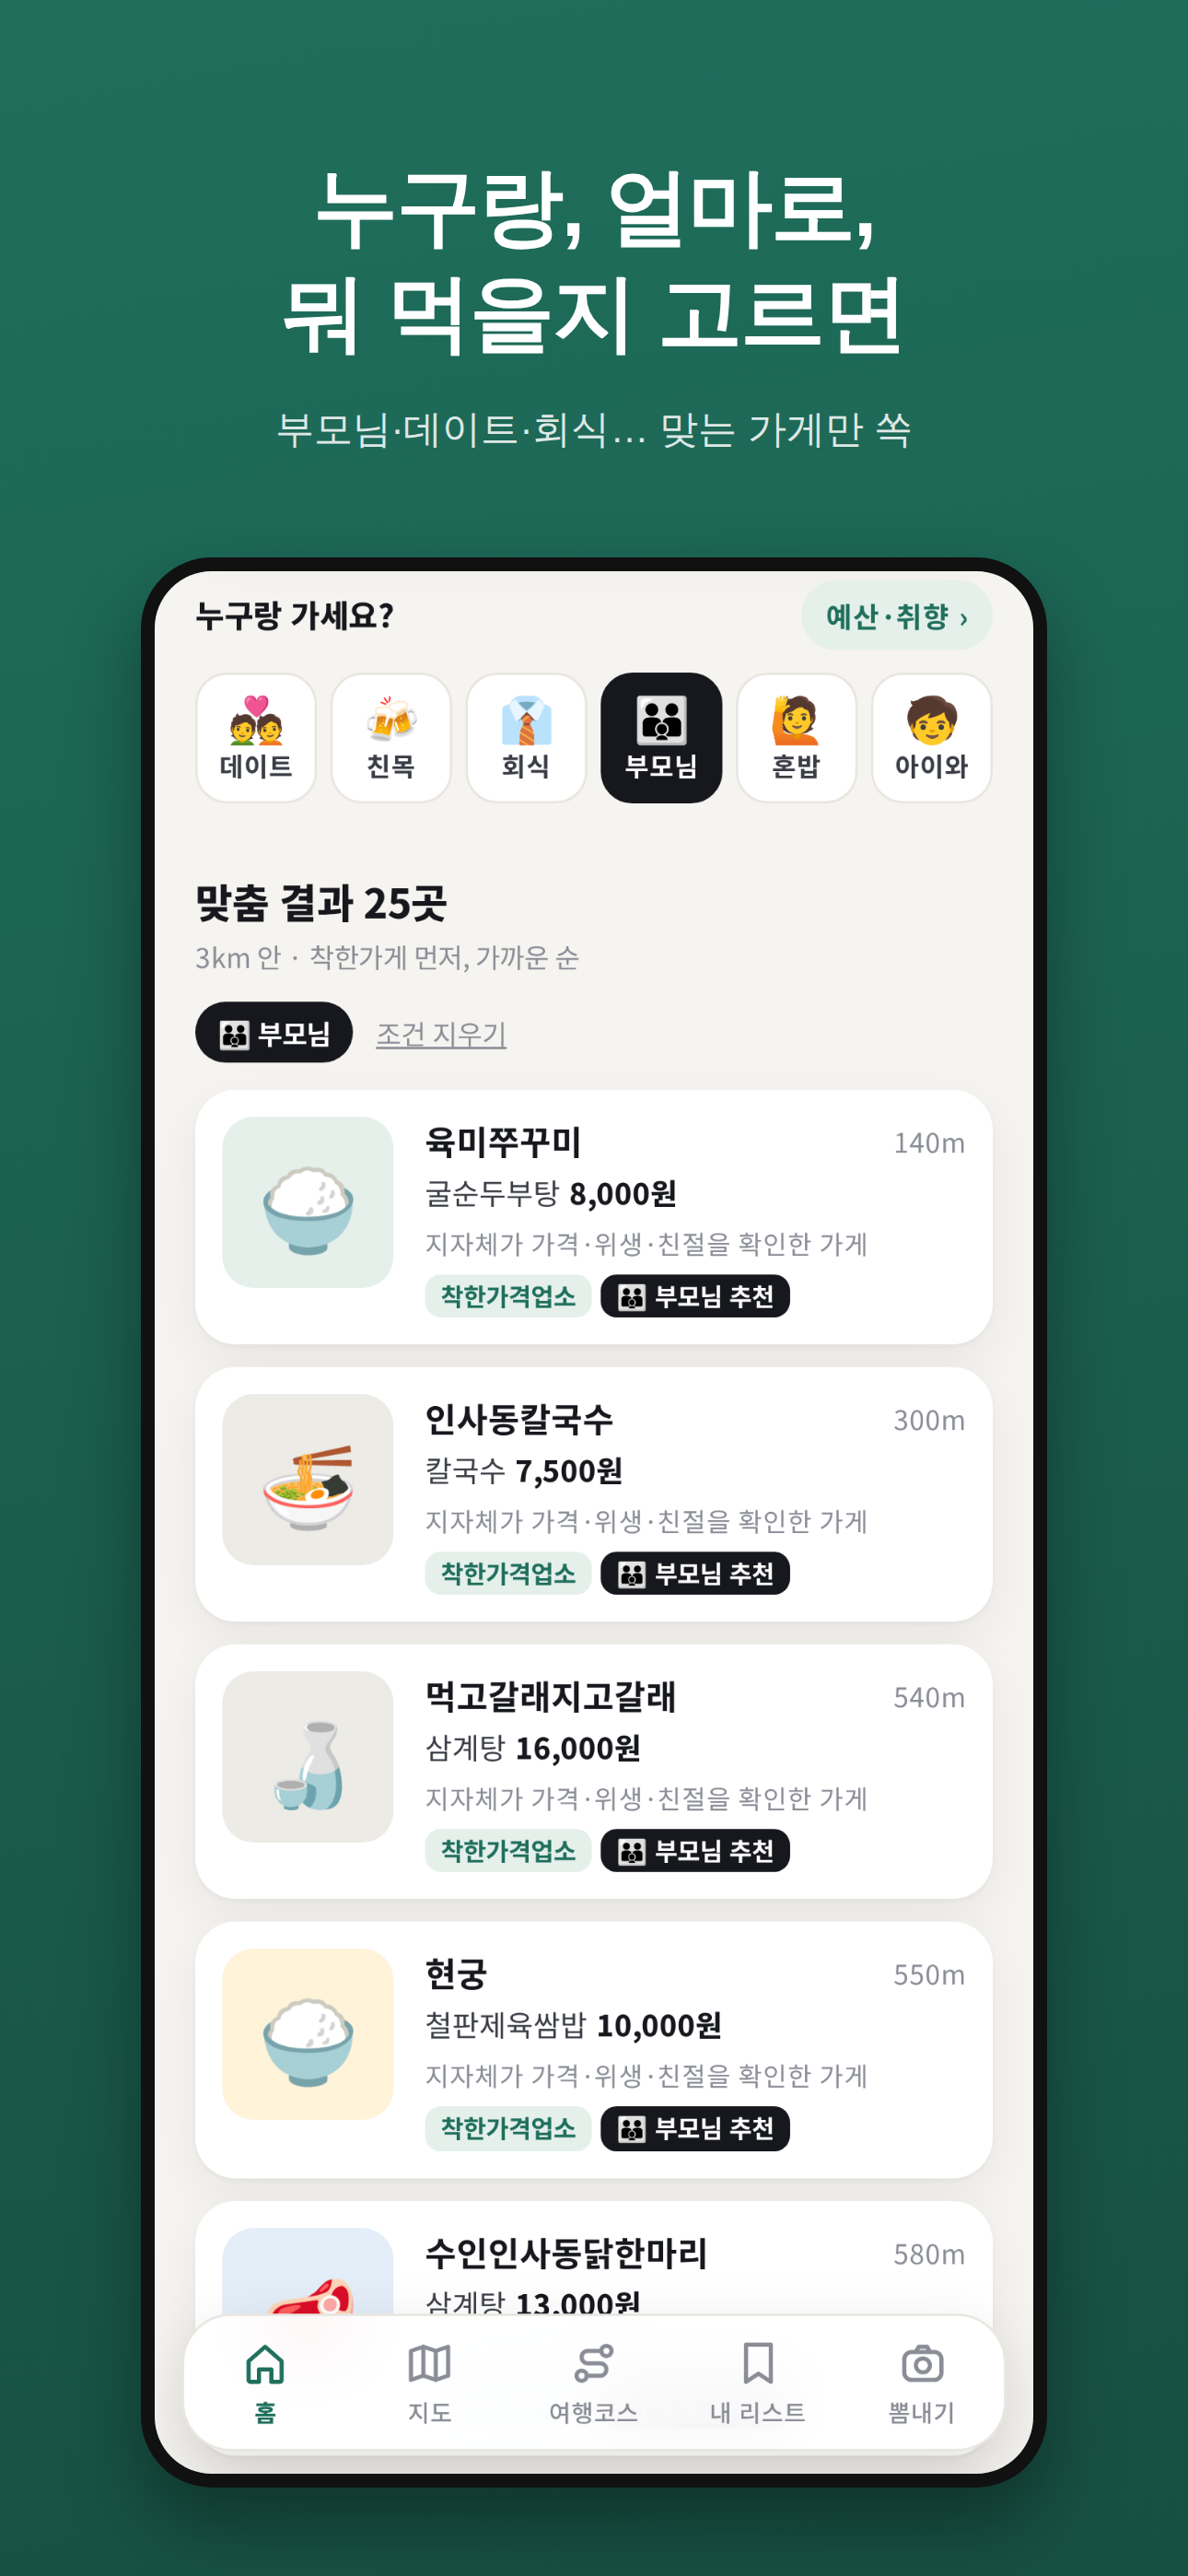 누구랑, 얼마로,
뭐 먹을지 고르면
부모님·데이트·회식... 맞는 가게만 쏙
누구랑 가세요?
예산·취향 ›
데이트
친목
회식
부모님
혼밥
아이와
맞춤 결과 25곳
3km 안 · 착한가게 먼저, 가까운 순
부모님 조건 지우기
육미쭈꾸미 140m
굴순두부탕 8,000원
지자체가 가격·위생·친절을 확인한 가게
착한가격업소 부모님 추천
인사동칼국수 300m
칼국수 7,500원
지자체가 가격·위생·친절을 확인한 가게
착한가격업소 부모님 추천
먹고갈래지고갈래 540m
삼계탕 16,000원
지자체가 가격·위생·친절을 확인한 가게
착한가격업소 부모님 추천
현궁 550m
철판제육쌈밥 10,000원
지자체가 가격·위생·친절을 확인한 가게
착한가격업소 부모님 추천
수인인사동닭한마리 580m
삼계탕 13,000원
홈
지도
여행코스
내 리스트
뽐내기